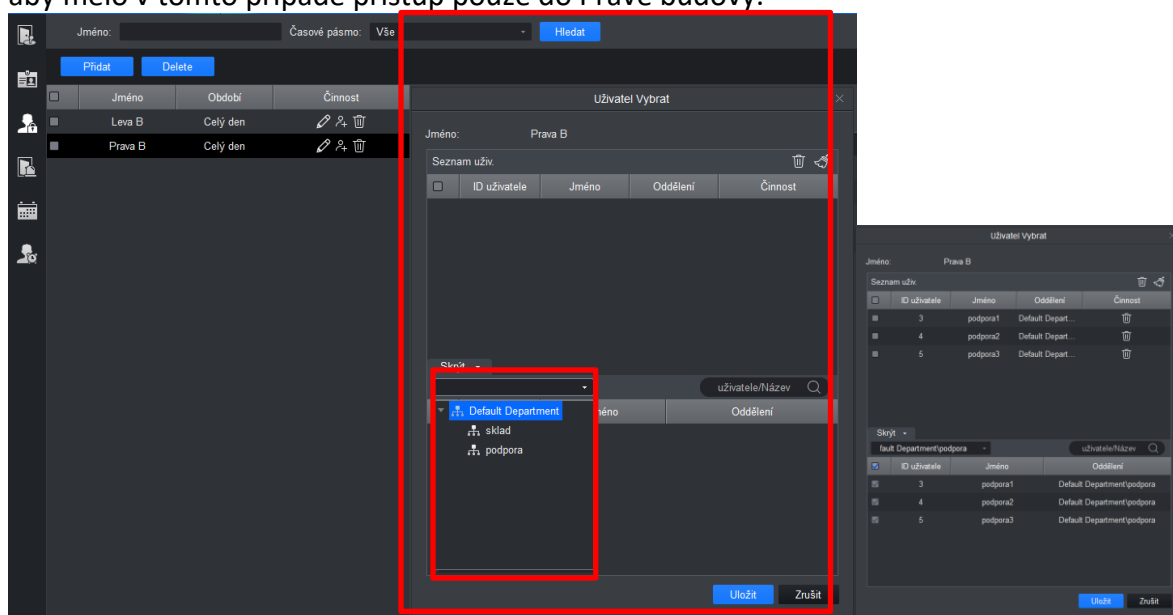 aby mělo v tomto případě přístup pouze do Pravé budovy.
Jméno: Časové pásmo: Vše Hledat
Přidat Delete
Jméno Období Činnost
Leva B Celý den
Prava B Celý den
Uživatel Vybrat
Jméno: Prava B
Seznam uživ.
ID uživatele Jméno Oddělení Činnost
Skrýt
uživatele/Název
méno Oddělení
Default Department
sklad
podpora
Uložit Zrušit
Uživatel Vybrat
Jméno: Prava B
Seznam uživ.
ID uživatele Jméno Oddělení Činnost
3 podpora1 Default Depart...
4 podpora2 Default Depart...
5 podpora3 Default Depart...
Skrýt
fault Department\podpora uživatele/Název
ID uživatele Jméno Oddělení
3 podpora1 Default Department\podpora
4 podpora2 Default Department\podpora
5 podpora3 Default Department\podpora
Uložit Zrušit